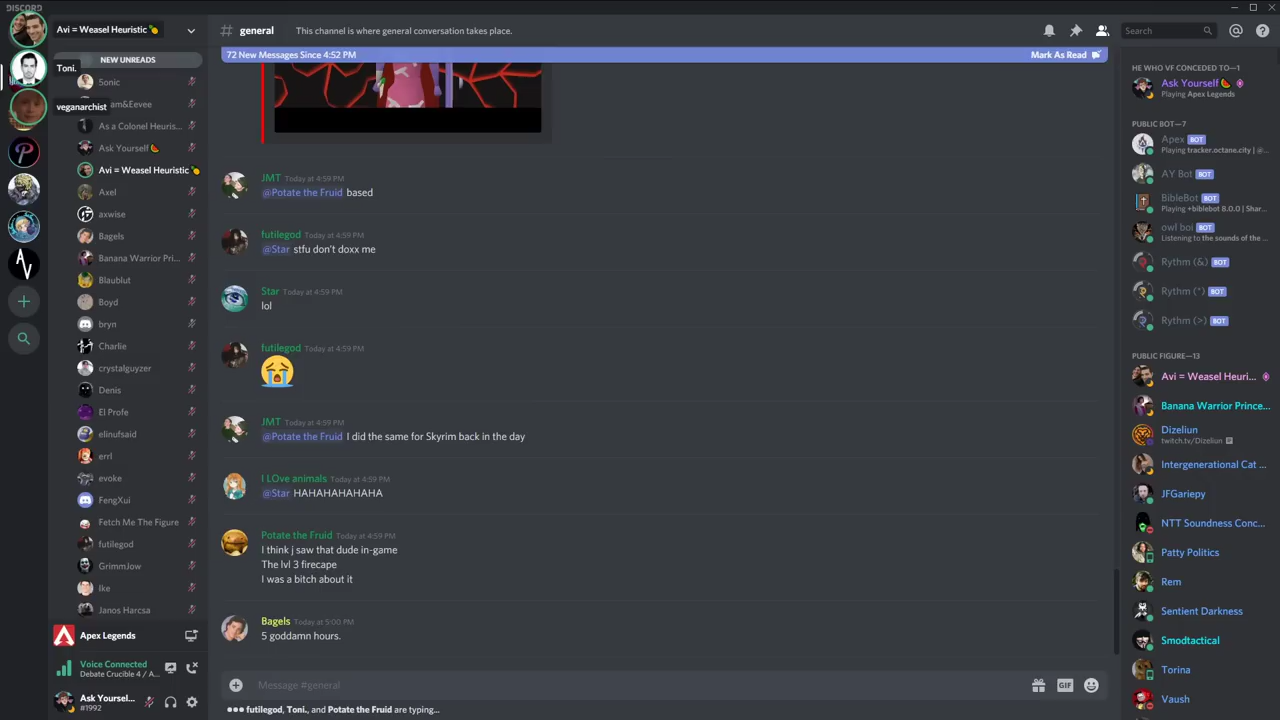 DISCORD
Avi = Weasel Heuristic 🍋
# general
This channel is where general conversation takes place.
Search
72 New Messages Since 4:52 PM
Mark As Read
NEW UNREADS
Toni.
veganarchist
Sonic
am&Eevee
As a Colonel Heuris...
Ask Yourself 🍉
Avi = Weasel Heuristic 🍋
Axel
axwise
Bagels
Banana Warrior Pri...
Blaublut
Boyd
bryn
Charlie
crystalguyzer
Denis
El Profe
elinufsaid
errl
evoke
FengXui
Fetch Me The Figure
futilegod
GrimmJow
Ike
Janos Harcsa
Apex Legends
Voice Connected
Debate Crucible 4 / A...
Ask Yoursel...
#1992
JMT Today at 4:59 PM
@Potate the Fruid based
futilegod Today at 4:59 PM
@Star stfu don't doxx me
Star Today at 4:59 PM
lol
futilegod Today at 4:59 PM
😭
JMT Today at 4:59 PM
@Potate the Fruid I did the same for Skyrim back in the day
I LOve animals Today at 4:59 PM
@Star HAHAHAHAHAHA
Potate the Fruid Today at 4:59 PM
I think j saw that dude in-game
The lvl 3 firecape
I was a bitch about it
Bagels Today at 5:00 PM
5 goddamn hours.
Message #general
GIF
futilegod, Toni., and Potate the Fruid are typing...
HE WHO VF CONCEDED TO—1
Ask Yourself 🍉
Playing Apex Legends
PUBLIC BOT—7
Apex BOT
Playing tracker.octane.city | @...
AY Bot BOT
BibleBot BOT
Playing +biblebot 8.0.0 | Shar...
owl boi BOT
Listening to the sounds of the ...
Rythm (&) BOT
Rythm (*) BOT
Rythm (>) BOT
PUBLIC FIGURE—13
Avi = Weasel Heuri...
Banana Warrior Prince...
Dizeliun
twitch.tv/Dizeliun
Intergenerational Cat ...
JFGariepy
NTT Soundness Conc...
Patty Politics
Rem
Sentient Darkness
Smodtactical
Torina
Vaush